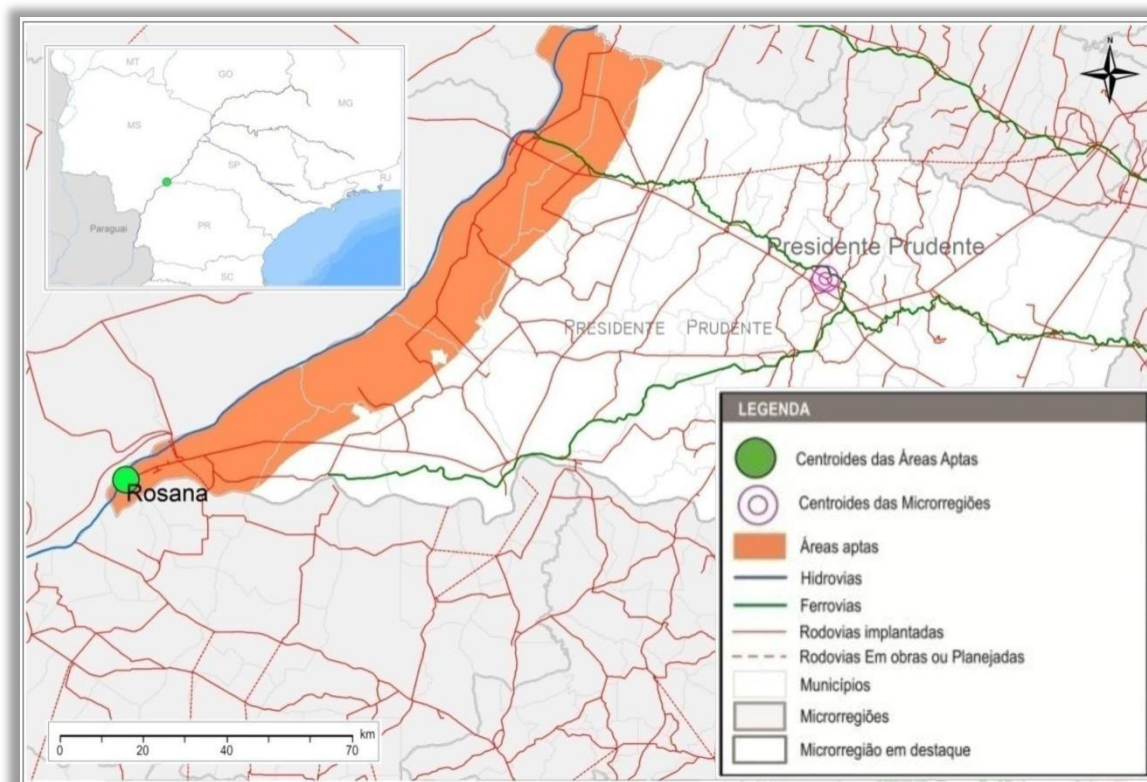 MT
GO
MS
MG
SP
RJ
Paraguai
PR
SC
N
Presidente Prudente
PRESIDENTE PRUDENTE
Rosana
LEGENDA
Centroides das Áreas Aptas
Centroides das Microrregiões
Áreas aptas
Hidrovias
Ferrovias
Rodovias implantadas
Rodovias Em obras ou Planejadas
Municípios
Microrregiões
Microrregião em destaque
km
0 20 40 70